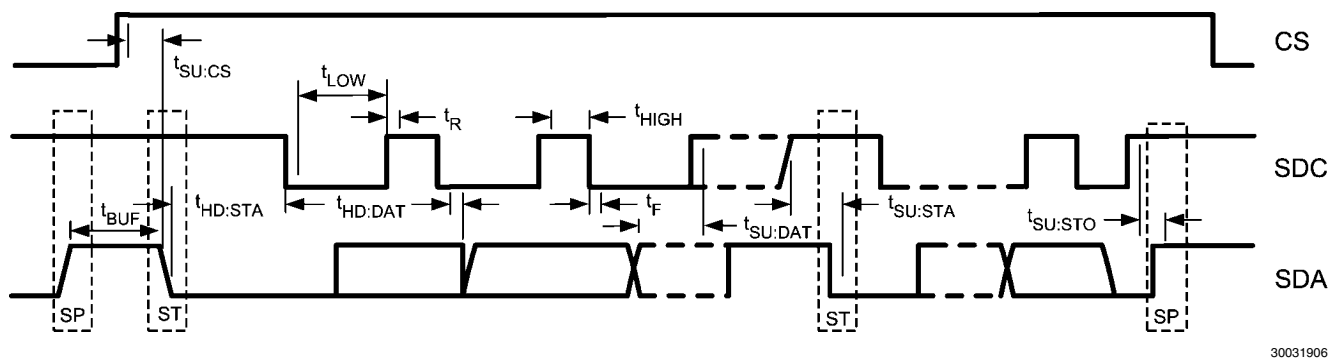 CS
tSU:CS
tLOW
tR
tHIGH
SDC
tHD:STA
tHD:DAT
tF
tSU:STA
tBUF
tSU:DAT
tSU:STO
SDA
SP
ST
ST
SP
30031906